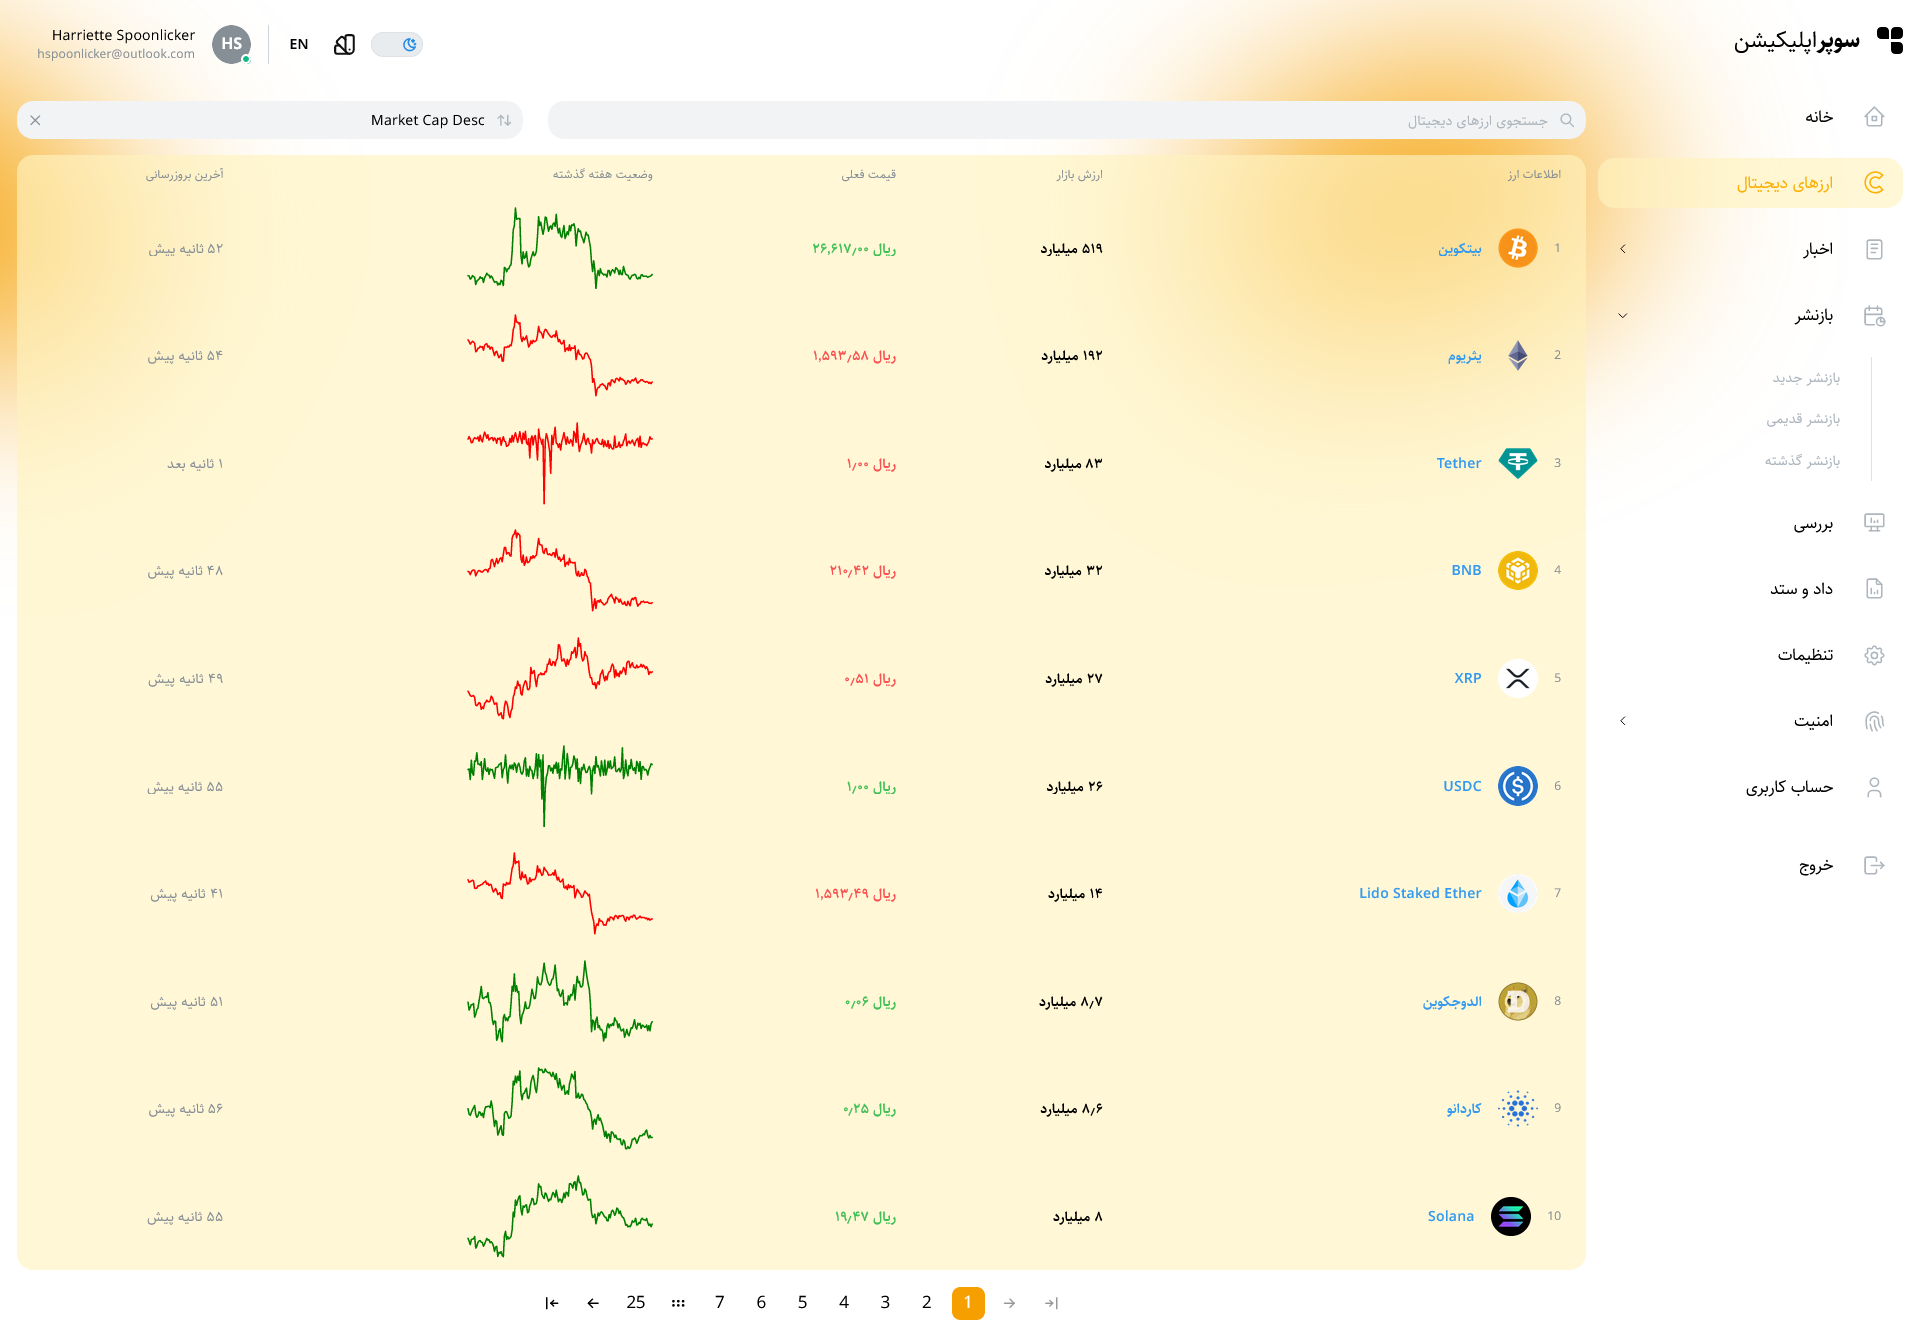 سوپراپلیکیشن
EN
HS
Harriette Spoonlicker
hspoonlicker@outlook.com
خانه
ارزهای دیجیتال
اخبار
بازنشر
بازنشر جدید
بازنشر قدیمی
بازنشر گذشته
بررسی
داد و ستد
تنظیمات
امنیت
حساب کاربری
خروج
جستجوی ارزهای دیجیتال
Market Cap Desc
اطلاعات ارز ارزش بازار قیمت فعلی وضعیت هفته گذشته آخرین بروزرسانی
1 بیتکوین ۵۱۹ میلیارد ریال ۲۶,۶۱۷٫۰۰ ۵۲ ثانیه پیش
2 یثریوم ۱۹۲ میلیارد ریال ۱,۵۹۳٫۵۸ ۵۴ ثانیه پیش
3 Tether ۸۳ میلیارد ریال ۱٫۰۰ ۱ ثانیه بعد
4 BNB ۳۲ میلیارد ریال ۲۱۰٫۴۲ ۴۸ ثانیه پیش
5 XRP ۲۷ میلیارد ریال ۰٫۵۱ ۴۹ ثانیه پیش
6 USDC ۲۶ میلیارد ریال ۱٫۰۰ ۵۵ ثانیه پیش
7 Lido Staked Ether ۱۴ میلیارد ریال ۱,۵۹۳٫۴۹ ۴۱ ثانیه پیش
8 الدوجکوین ۸٫۷ میلیارد ریال ۰٫۰۶ ۵۱ ثانیه پیش
9 کاردانو ۸٫۶ میلیارد ریال ۰٫۲۵ ۵۶ ثانیه پیش
10 Solana ۸ میلیارد ریال ۱۹٫۴۷ ۵۵ ثانیه پیش
1 2 3 4 5 6 7 25